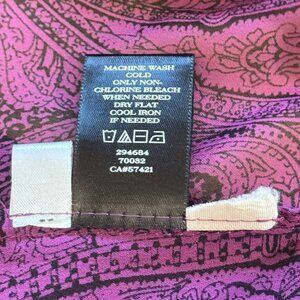 MACHINE WASH
COLD
ONLY NON-
CHLORINE BLEACH
WHEN NEEDED
DRY FLAT
COOL IRON
IF NEEDED
294684
70032
CA#57421